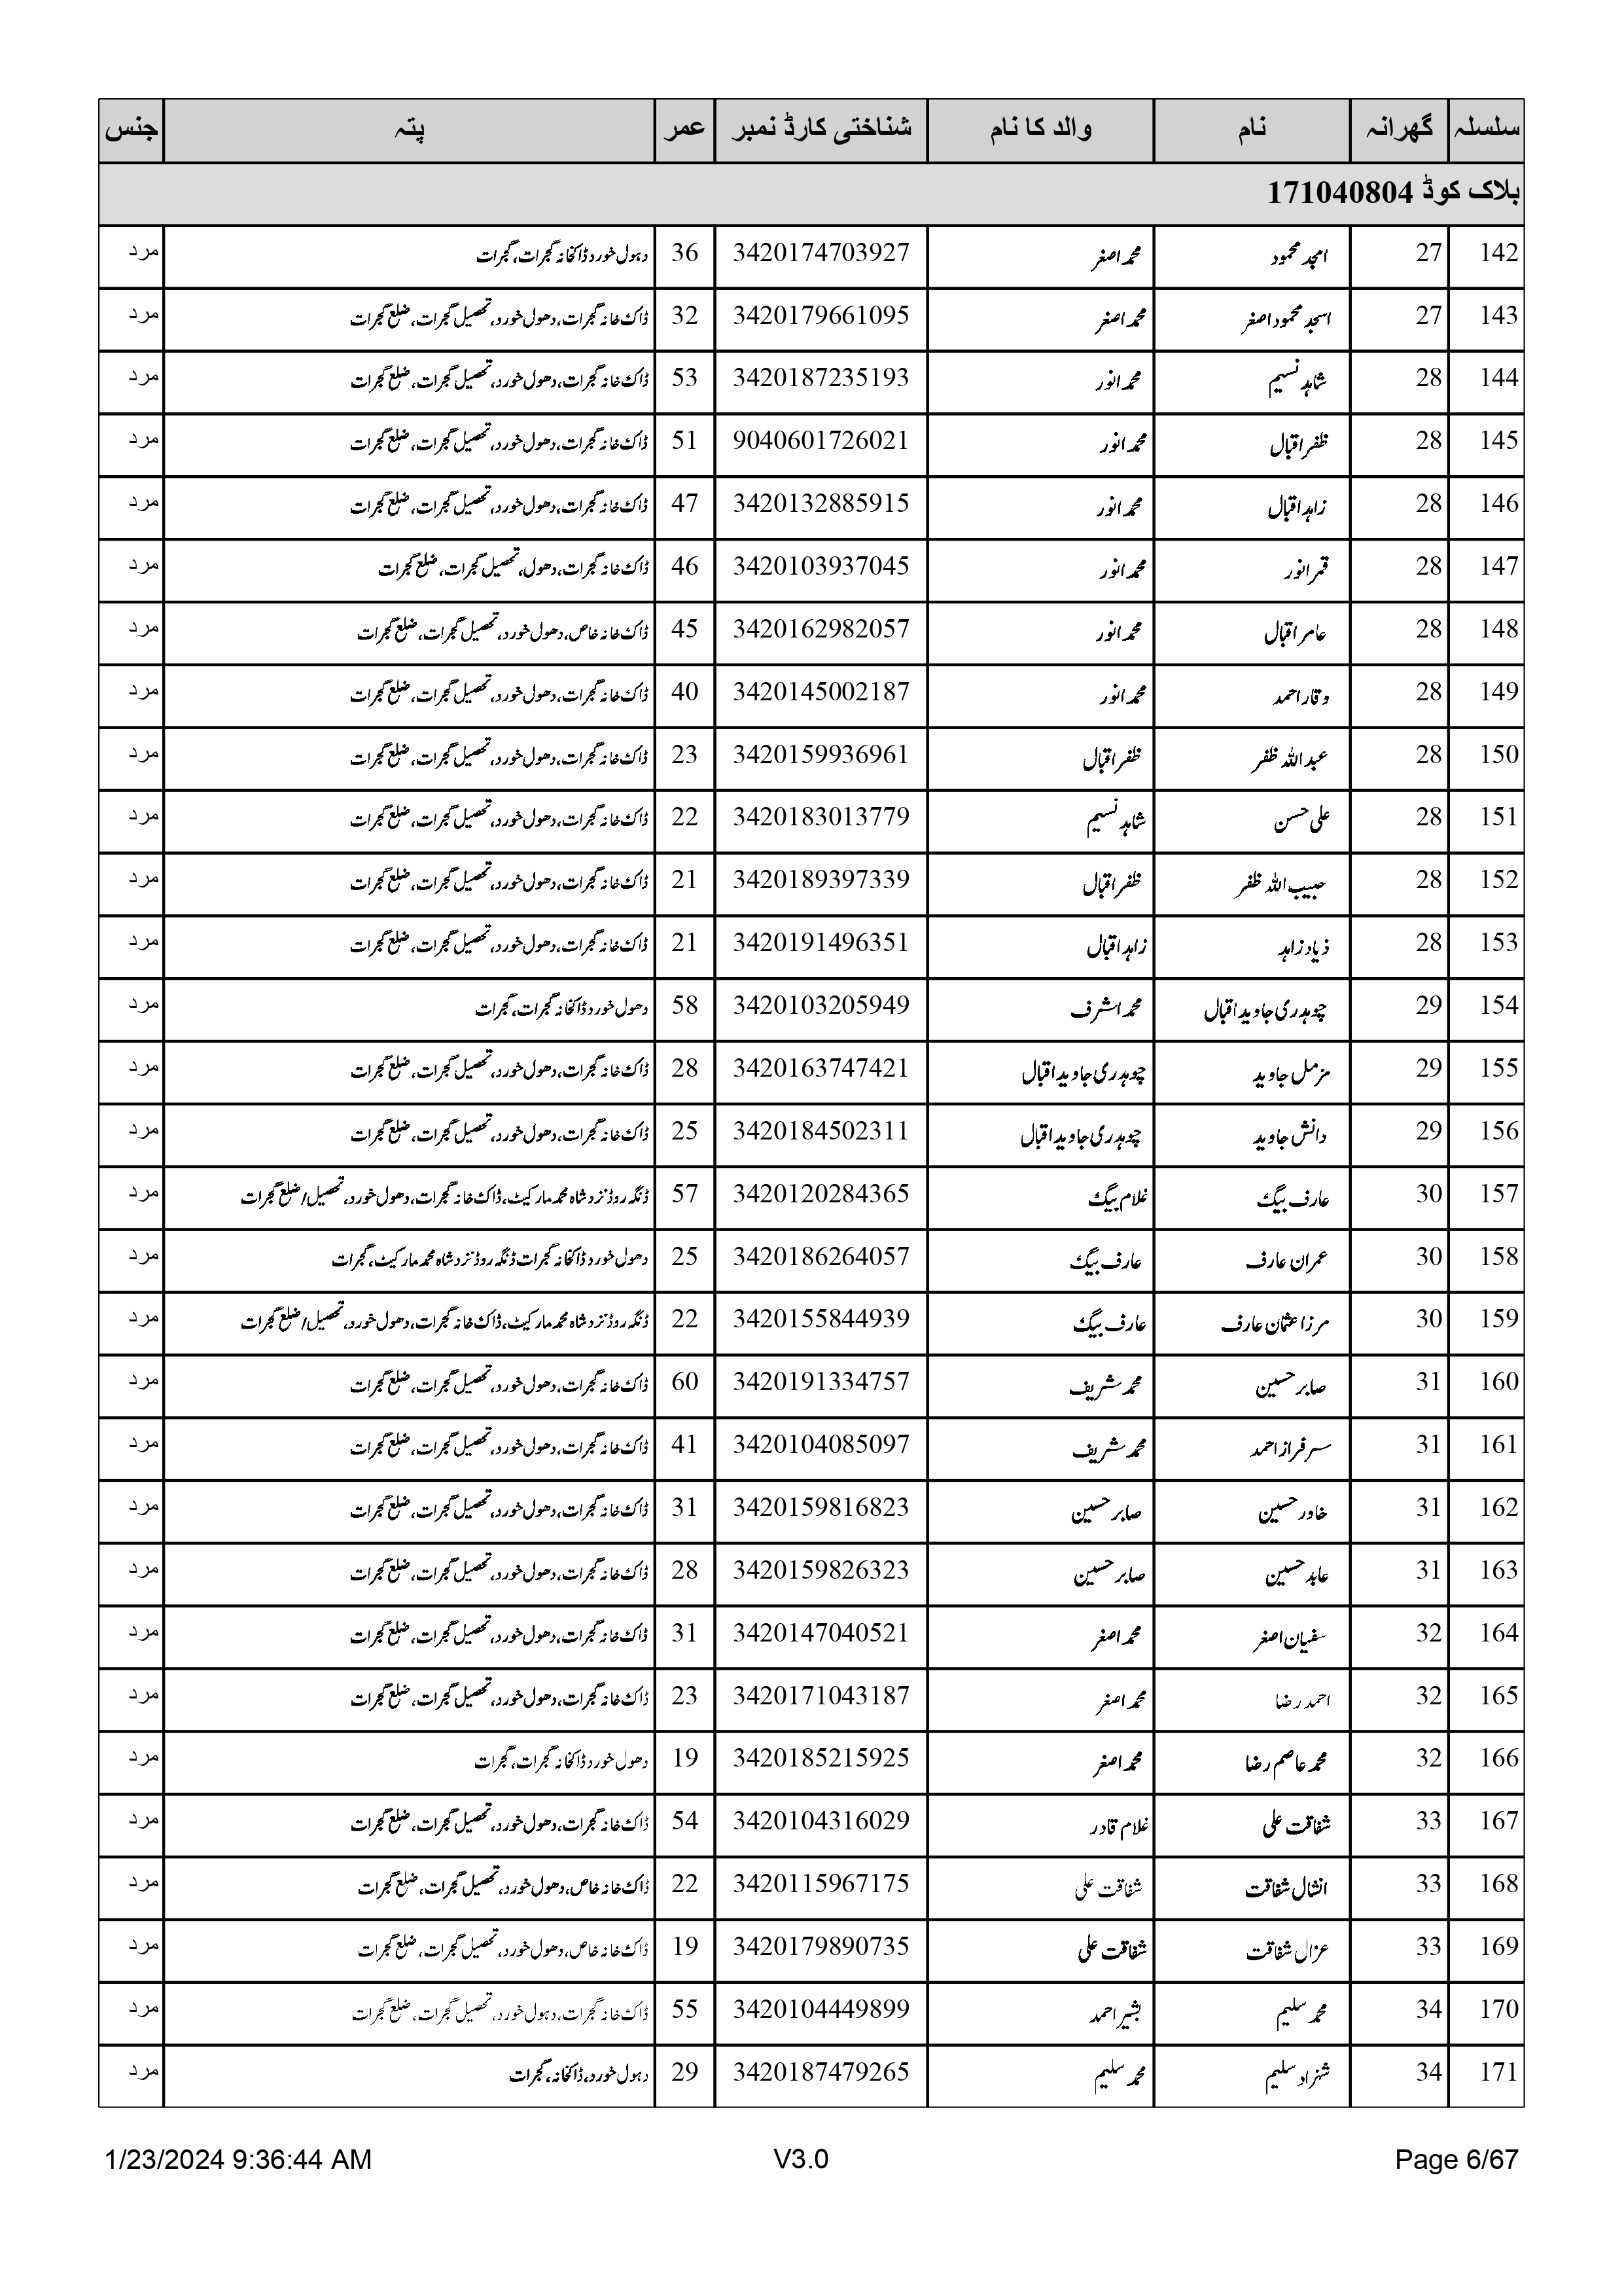 سلسلہ گھرانہ نام والد کا نام شناختی کارڈ نمبر عمر پتہ جنس
بلاک کوڈ 171040804
142 27 امجد محمود محمد اصغر 3420174703927 36 دہول خورد ڈاکخانہ گجرات، گجرات مرد
143 27 اسجد محمود اصغر محمد اصغر 3420179661095 32 ڈاک خانہ گجرات، دھول خورد، تحصیل گجرات، ضلع گجرات مرد
144 28 شاہد نسیم محمد انور 3420187235193 53 ڈاک خانہ گجرات، دھول خورد، تحصیل گجرات، ضلع گجرات مرد
145 28 ظفر اقبال محمد انور 9040601726021 51 ڈاک خانہ گجرات، دھول خورد، تحصیل گجرات، ضلع گجرات مرد
146 28 زاہد اقبال محمد انور 3420132885915 47 ڈاک خانہ گجرات، دھول خورد، تحصیل گجرات، ضلع گجرات مرد
147 28 قمر انور محمد انور 3420103937045 46 ڈاک خانہ گجرات، دھول، تحصیل گجرات، ضلع گجرات مرد
148 28 عامر اقبال محمد انور 3420162982057 45 ڈاک خانہ خاص، دھول خورد، تحصیل گجرات، ضلع گجرات مرد
149 28 وقار احمد محمد انور 3420145002187 40 ڈاک خانہ گجرات، دھول خورد، تحصیل گجرات، ضلع گجرات مرد
150 28 عبداللہ ظفر ظفر اقبال 3420159936961 23 ڈاک خانہ گجرات، دھول خورد، تحصیل گجرات، ضلع گجرات مرد
151 28 علی حسن شاہد نسیم 3420183013779 22 ڈاک خانہ گجرات، دھول خورد، تحصیل گجرات، ضلع گجرات مرد
152 28 حبیب اللہ ظفر ظفر اقبال 3420189397339 21 ڈاک خانہ گجرات، دھول خورد، تحصیل گجرات، ضلع گجرات مرد
153 28 ذیاد زاہد زاہد اقبال 3420191496351 21 ڈاک خانہ گجرات، دھول خورد، تحصیل گجرات، ضلع گجرات مرد
154 29 چوہدری جاوید اقبال محمد اشرف 3420103205949 58 دھول خورد ڈاکخانہ گجرات، گجرات مرد
155 29 مزمل جاوید چوہدری جاوید اقبال 3420163747421 28 ڈاک خانہ گجرات، دھول خورد، تحصیل گجرات، ضلع گجرات مرد
156 29 دانش جاوید چوہدری جاوید اقبال 3420184502311 25 ڈاک خانہ گجرات، دھول خورد، تحصیل گجرات، ضلع گجرات مرد
157 30 عارف بیگ غلام بیگ 3420120284365 57 ڈنگہ روڈ نزد شاہ محمد مارکیٹ، ڈاک خانہ گجرات، دھول خورد، تحصیل/ضلع گجرات مرد
158 30 عمران عارف عارف بیگ 3420186264057 25 دھول خورد ڈاکخانہ گجرات ڈنگہ روڈ نزد شاہ محمد مارکیٹ، گجرات مرد
159 30 مرزا عثمان عارف عارف بیگ 3420155844939 22 ڈنگہ روڈ نزد شاہ محمد مارکیٹ، ڈاک خانہ گجرات، دھول خورد، تحصیل/ضلع گجرات مرد
160 31 صابر حسین محمد شریف 3420191334757 60 ڈاک خانہ گجرات، دھول خورد، تحصیل گجرات، ضلع گجرات مرد
161 31 سرفراز احمد محمد شریف 3420104085097 41 ڈاک خانہ گجرات، دھول خورد، تحصیل گجرات، ضلع گجرات مرد
162 31 خاور حسین صابر حسین 3420159816823 31 ڈاک خانہ گجرات، دھول خورد، تحصیل گجرات، ضلع گجرات مرد
163 31 عابد حسین صابر حسین 3420159826323 28 ڈاک خانہ گجرات، دھول خورد، تحصیل گجرات، ضلع گجرات مرد
164 32 سفیان اصغر محمد اصغر 3420147040521 31 ڈاک خانہ گجرات، دھول خورد، تحصیل گجرات، ضلع گجرات مرد
165 32 احمد رضا محمد اصغر 3420171043187 23 ڈاک خانہ گجرات، دھول خورد، تحصیل گجرات، ضلع گجرات مرد
166 32 محمد عاصم رضا محمد اصغر 3420185215925 19 دھول خورد ڈاکخانہ گجرات، گجرات مرد
167 33 شفاقت علی غلام قادر 3420104316029 54 ڈاک خانہ گجرات، دھول خورد، تحصیل گجرات، ضلع گجرات مرد
168 33 انشال شفاقت شفاقت علی 3420115967175 22 ڈاک خانہ خاص، دھول خورد، تحصیل گجرات، ضلع گجرات مرد
169 33 عزال شفاقت شفاقت علی 3420179890735 19 ڈاک خانہ خاص، دھول خورد، تحصیل گجرات، ضلع گجرات مرد
170 34 محمد سلیم بشیر احمد 3420104449899 55 ڈاک خانہ گجرات، دہول خورد، تحصیل گجرات، ضلع گجرات مرد
171 34 شہزاد سلیم محمد سلیم 3420187479265 29 دہول خورد، ڈاکخانہ، گجرات مرد
1/23/2024 9:36:44 AM V3.0 Page 6/67